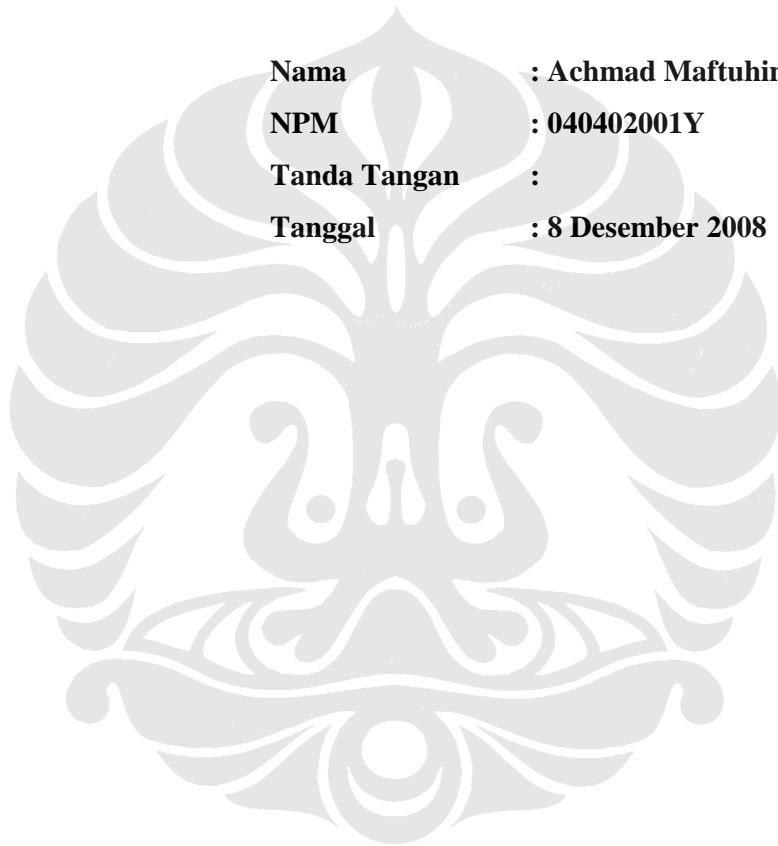 Nama : Achmad Maftuhin
NPM : 040402001Y
Tanda Tangan :
Tanggal : 8 Desember 2008